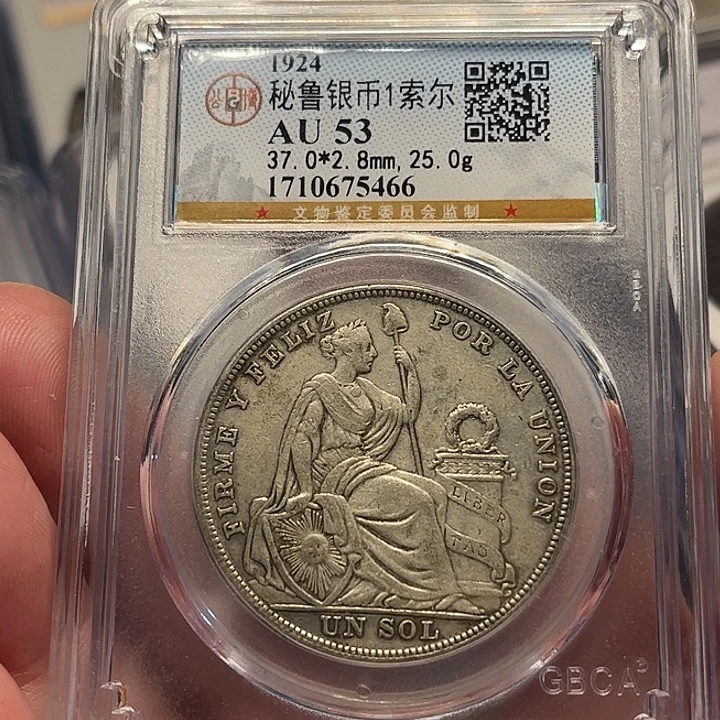 1924
秘鲁银币1索尔
AU 53
37.0*2.8mm,25.0g
1710675466
★ 文物鉴定委员会监制 ★
FIRME Y FELIZ POR LA UNION
LIBER
TAD
UN SOL
GBCA
GBCA